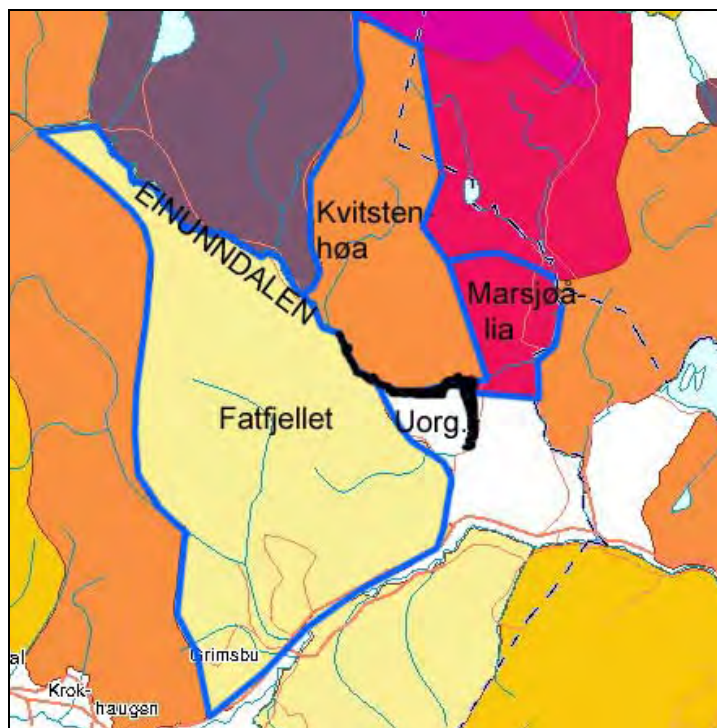 EINUNNDALEN
Kvitsten-
høa
Marsjøå-
lia
Fatfjellet
Uorg.
Grimsbu
al
Krok-
haugen